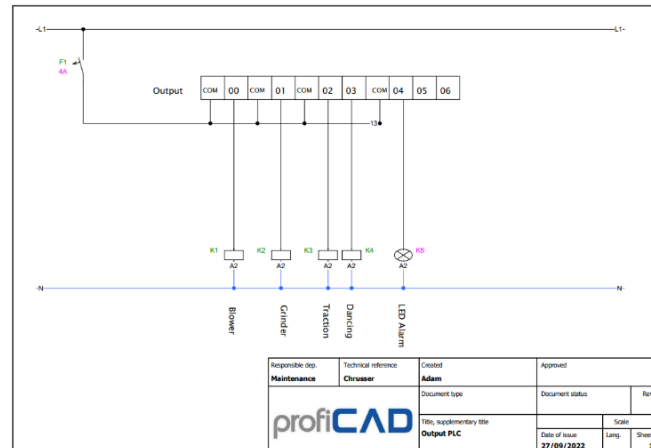 -L1
L1-
F1
4A
Output
COM 00 COM 01 COM 02 03 COM 04 05 06
13
K1 K2 K3 K4 K6
A2 A2 A2 A2 A2
-N
N-
Blower
Grinder
Traction
Dancing
LED Alarm
Responsible dep.
Maintenance
Technical reference
Chrusser
Created
Adam
Approved
Document type
Document status
profiCAD
Title, supplementary title
Output PLC
Scale
Date of issue
27/09/2022
Lang.